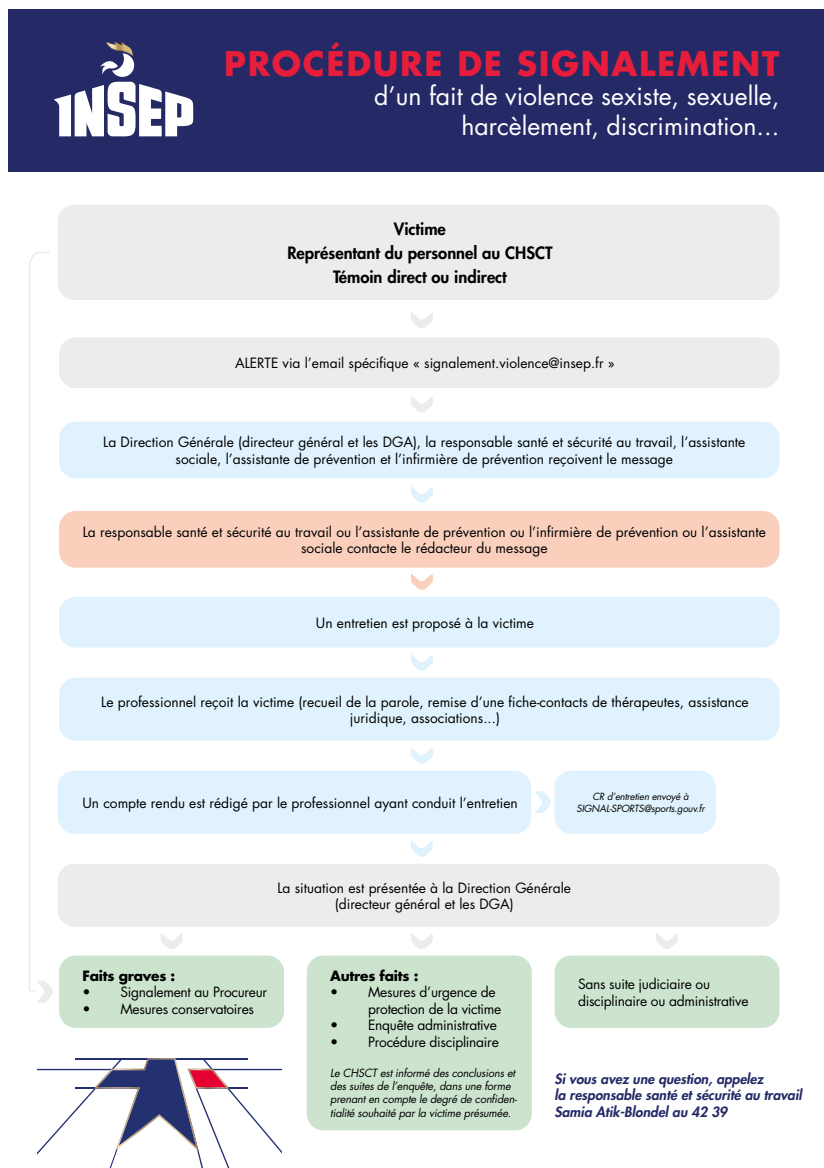 INSEP
PROCÉDURE DE SIGNALEMENT
d’un fait de violence sexiste, sexuelle,
harcèlement, discrimination...
Victime
Représentant du personnel au CHSCT
Témoin direct ou indirect
ALERTE via l’email spécifique « signalement.violence@insep.fr »
La Direction Générale (directeur général et les DGA), la responsable santé et sécurité au travail, l’assistante
sociale, l’assistante de prévention et l’infirmière de prévention reçoivent le message
La responsable santé et sécurité au travail ou l’assistante de prévention ou l’infirmière de prévention ou l’assistante
sociale contacte le rédacteur du message
Un entretien est proposé à la victime
Le professionnel reçoit la victime (recueil de la parole, remise d’une fiche-contacts de thérapeutes, assistance
juridique, associations...)
Un compte rendu est rédigé par le professionnel ayant conduit l’entretien
CR d’entretien envoyé à
SIGNAL-SPORTS@sports.gouv.fr
La situation est présentée à la Direction Générale
(directeur général et les DGA)
Faits graves :
• Signalement au Procureur
• Mesures conservatoires
Autres faits :
• Mesures d’urgence de
protection de la victime
• Enquête administrative
• Procédure disciplinaire
Le CHSCT est informé des conclusions et
des suites de l’enquête, dans une forme
prenant en compte le degré de confiden-
tialité souhaité par la victime présumée.
Sans suite judiciaire ou
disciplinaire ou administrative
Si vous avez une question, appelez
la responsable santé et sécurité au travail
Samia Atik-Blondel au 42 39